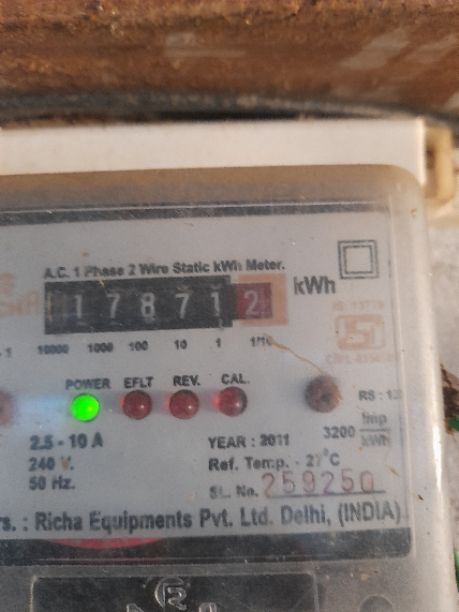 A.C. 1 Phase 2 Wire Static kWh Meter.
178712 kWh
10000 1000 100 10 1 1/10
POWER EFLT REV. CAL.
2.5 - 10 A
YEAR : 2011
3200 Imp/kWh
240 V.
Ref. Temp. - 27°C
50 Hz.
SL. No. 259250
rs. : Richa Equipments Pvt. Ltd. Delhi, (INDIA)